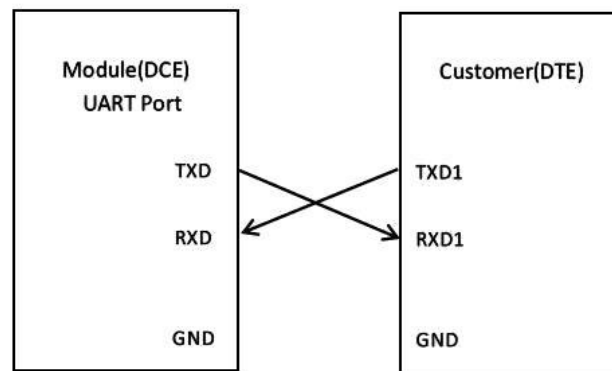 Module(DCE)
UART Port
TXD
RXD
GND
Customer(DTE)
TXD1
RXD1
GND